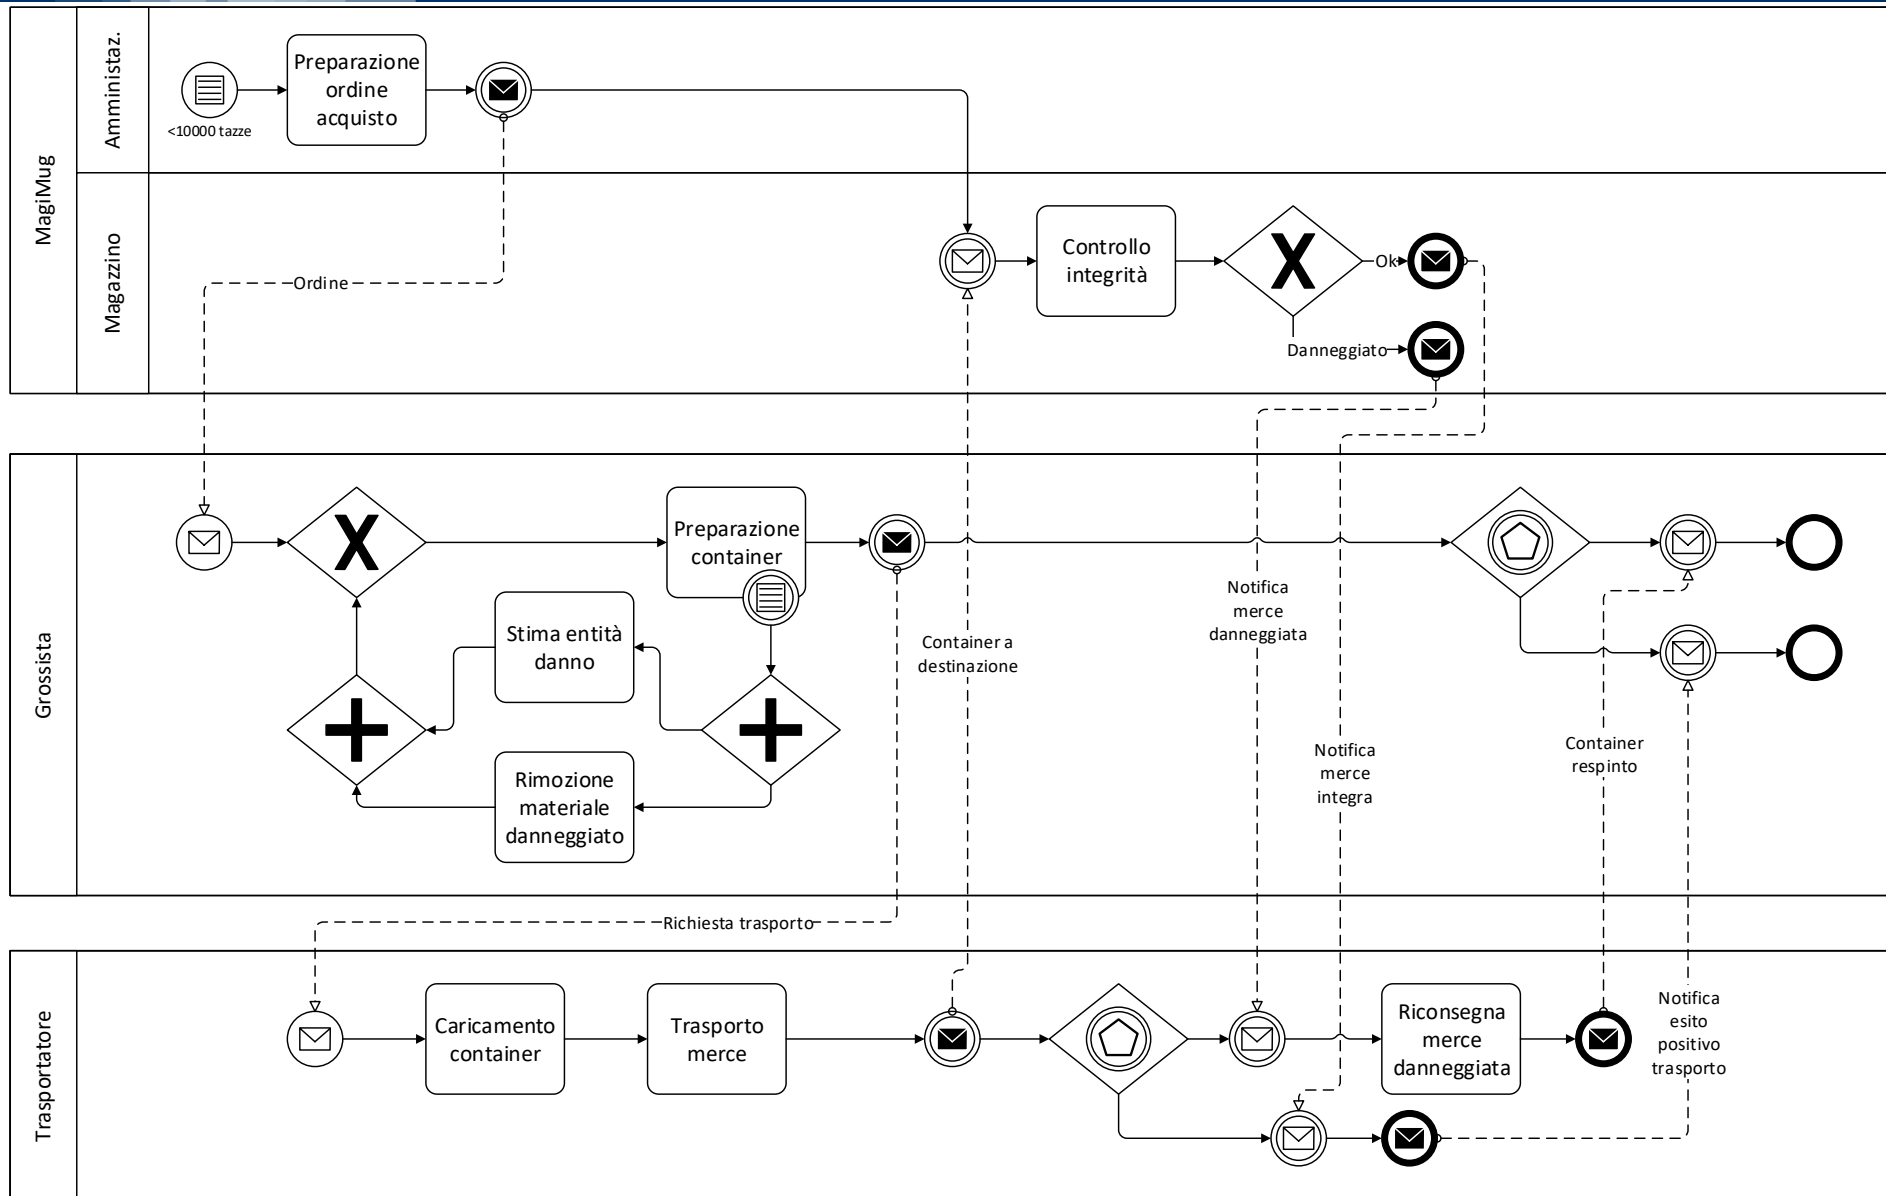 MagiMug
Amministaz.
<10000 tazze
Preparazione
ordine
acquisto
Magazzino
Ordine
Controllo
integrità
Ok
Danneggiato
Grossista
Preparazione
container
Stima entità
danno
Rimozione
materiale
danneggiato
Container a
destinazione
Notifica
merce
danneggiata
Notifica
merce
integra
Container
respinto
Richiesta trasporto
Trasportatore
Caricamento
container
Trasporto
merce
Riconsegna
merce
danneggiata
Notifica
esito
positivo
trasporto